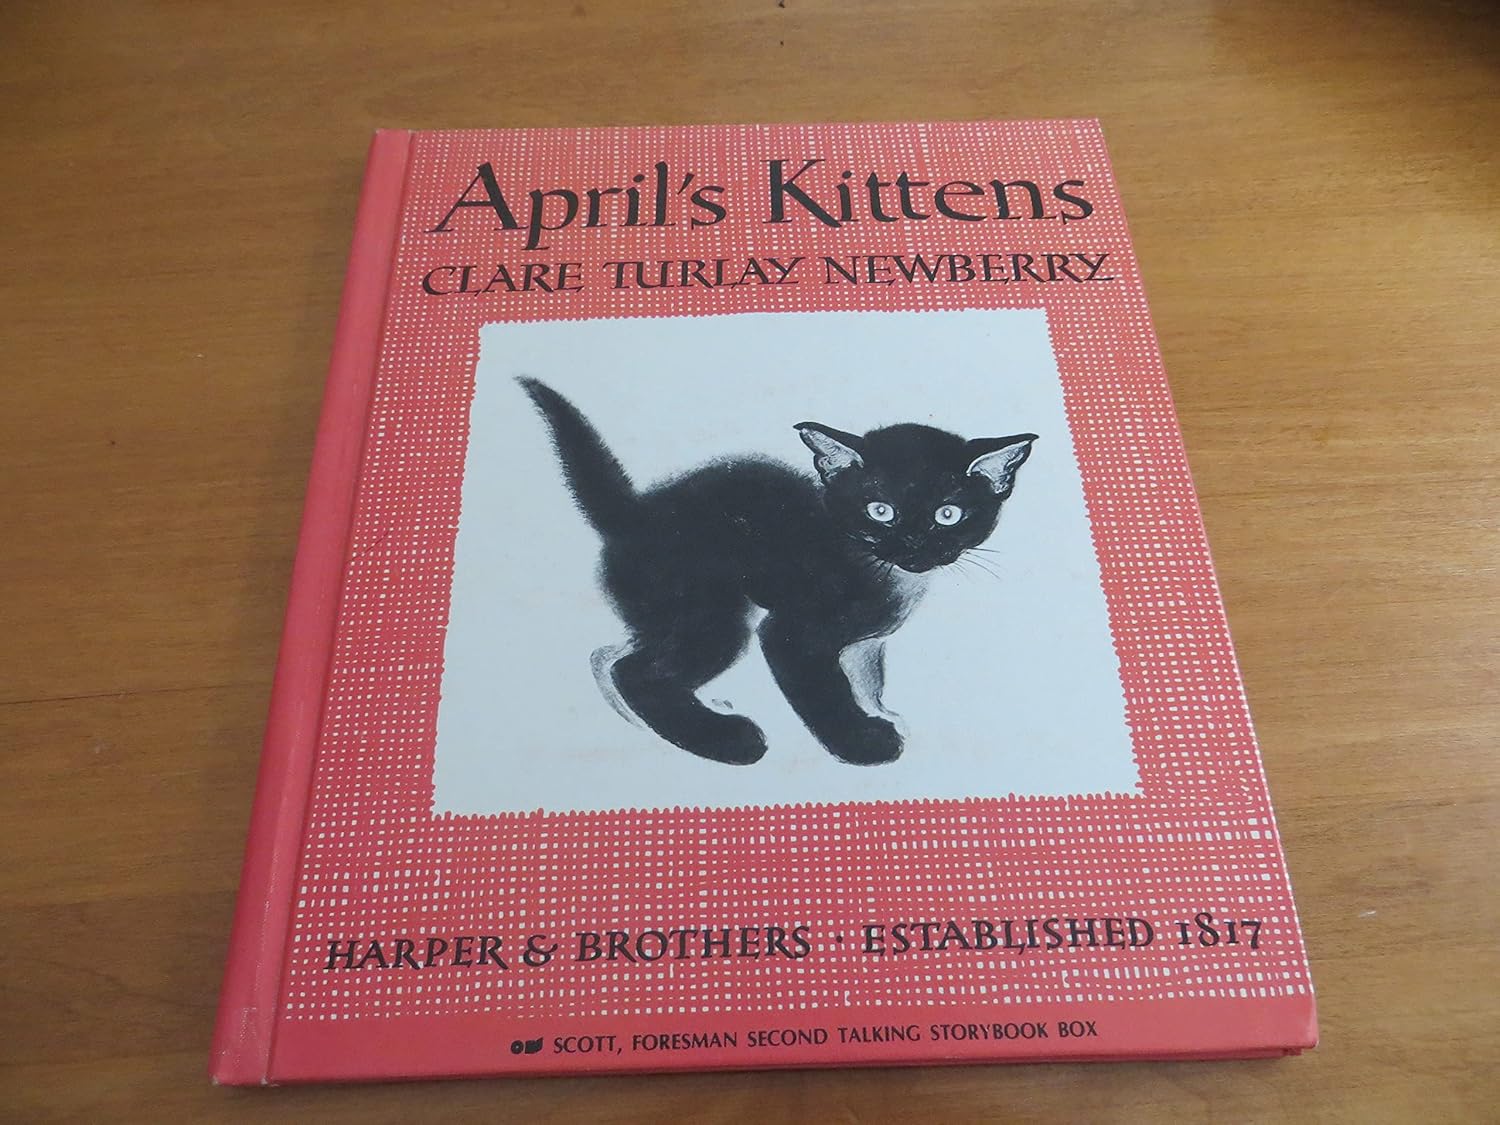 April's Kittens
CLARE TURLAY NEWBERRY
HARPER & BROTHERS · ESTABLISHED 1817
SCOTT, FORESMAN SECOND TALKING STORYBOOK BOX